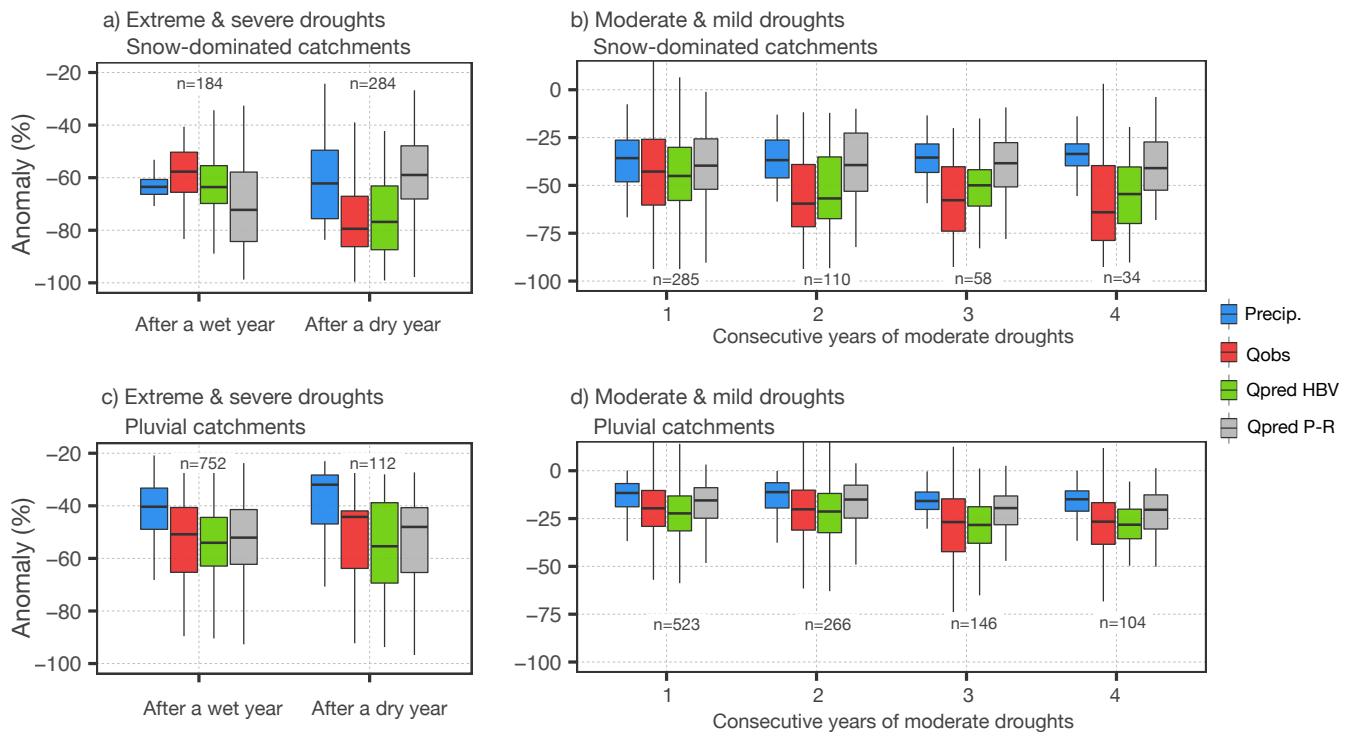 a) Extreme & severe droughts
Snow-dominated catchments
Anomaly (%)
−20
−40
−60
−80
−100
n=184
n=284
After a wet year
After a dry year
b) Moderate & mild droughts
Snow-dominated catchments
0
−25
−50
−75
−100
n=285
n=110
n=58
n=34
1
2
3
4
Consecutive years of moderate droughts
Precip.
Qobs
Qpred HBV
Qpred P-R
c) Extreme & severe droughts
Pluvial catchments
Anomaly (%)
−20
−40
−60
−80
−100
n=752
n=112
After a wet year
After a dry year
d) Moderate & mild droughts
Pluvial catchments
0
−25
−50
−75
−100
n=523
n=266
n=146
n=104
1
2
3
4
Consecutive years of moderate droughts